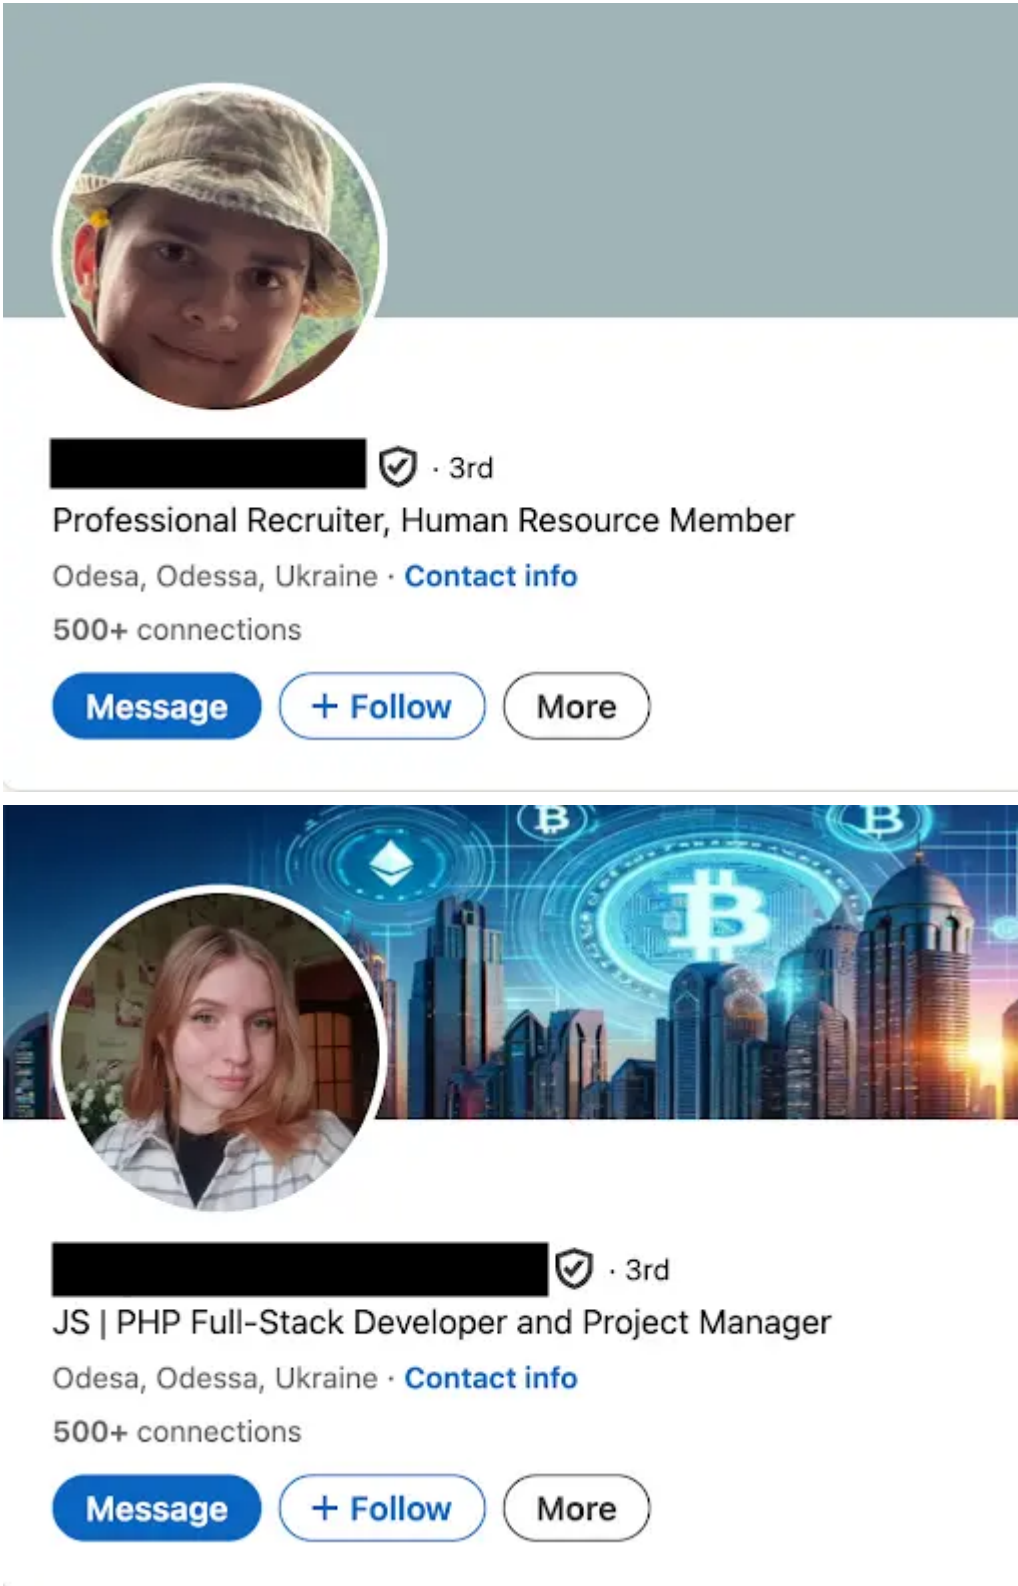 · 3rd
Professional Recruiter, Human Resource Member
Odesa, Odessa, Ukraine · Contact info
500+ connections
Message + Follow More
· 3rd
JS | PHP Full-Stack Developer and Project Manager
Odesa, Odessa, Ukraine · Contact info
500+ connections
Message + Follow More